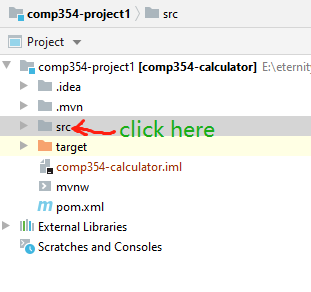 comp354-project1 src
Project
comp354-project1 [comp354-calculator] E:\eternity
.idea
.mvn
src click here
target
comp354-calculator.iml
mvnw
pom.xml
External Libraries
Scratches and Consoles